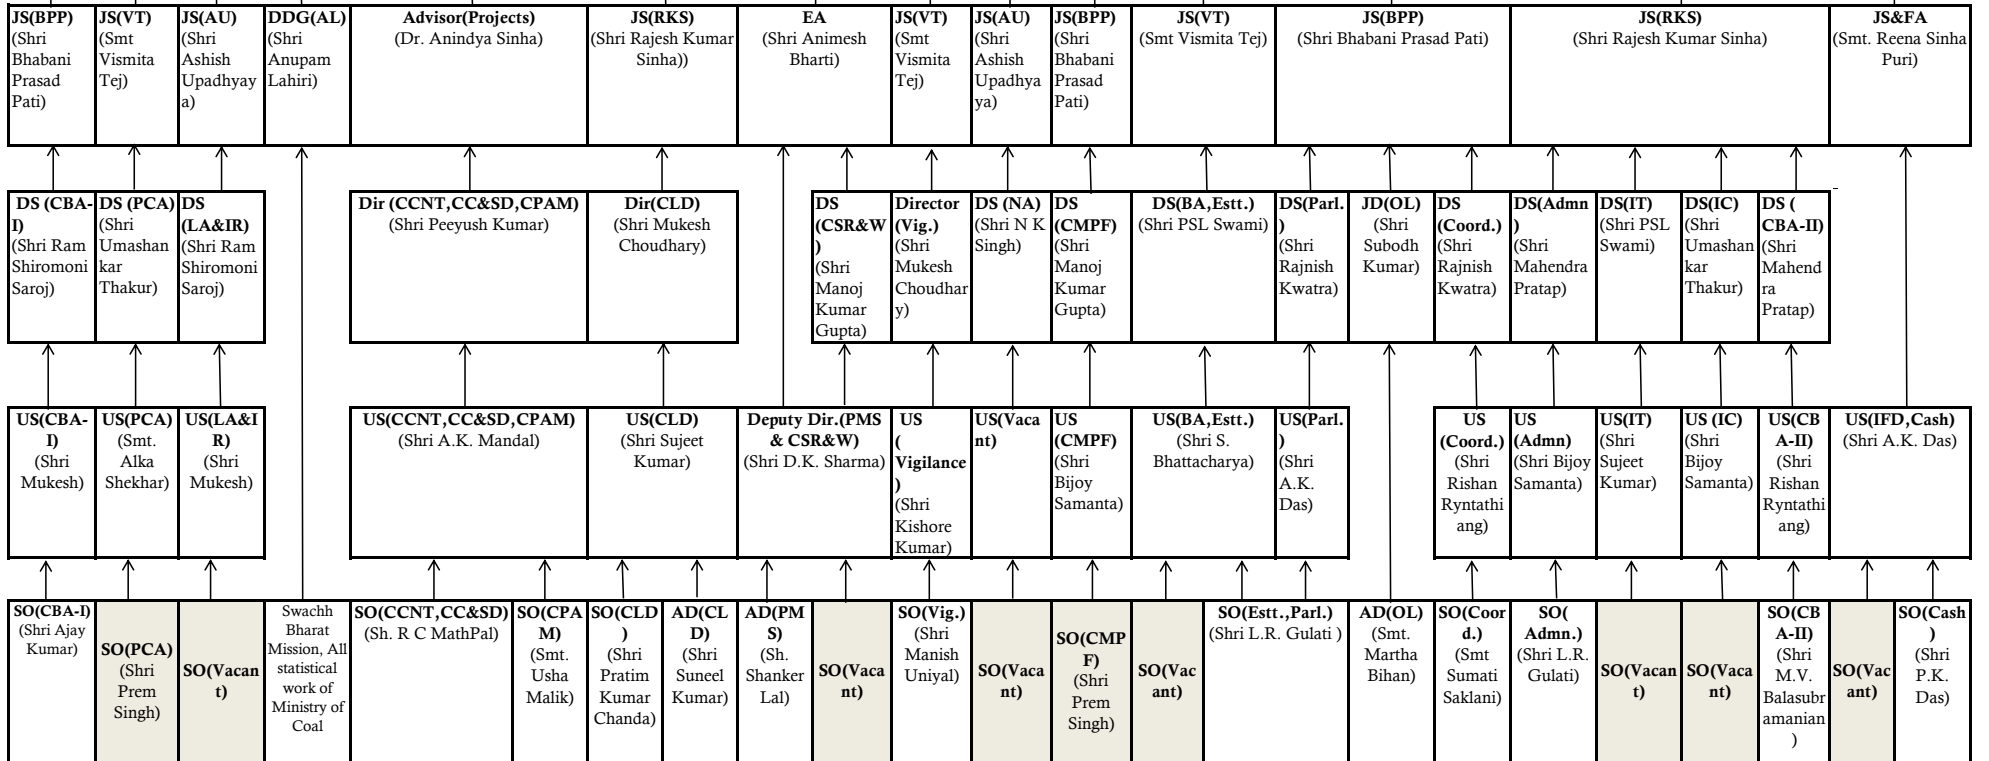 JS(BPP)
(Shri
Bhabani
Prasad
Pati)
JS(VT)
(Smt
Vismita
Tej)
JS(AU)
(Shri
Ashish
Upadhyay
a)
DDG(AL)
(Shri
Anupam
Lahiri)
Advisor(Projects)
(Dr. Anindya Sinha)
JS(RKS)
(Shri Rajesh Kumar
Sinha))
EA
(Shri Animesh
Bharti)
JS(VT)
(Smt
Vismita
Tej)
JS(AU)
(Shri
Ashish
Upadhya
ya)
JS(BPP)
(Shri
Bhabani
Prasad
Pati)
JS(VT)
(Smt Vismita Tej)
JS(BPP)
(Shri Bhabani Prasad Pati)
JS(RKS)
(Shri Rajesh Kumar Sinha)
JS&FA
(Smt. Reena Sinha
Puri)
DS (CBA-
I)
(Shri Ram
Shiromoni
Saroj)
DS (PCA)
(Shri
Umashan
kar
Thakur)
DS
(LA&IR)
(Shri Ram
Shiromoni
Saroj)
Dir (CCNT,CC&SD,CPAM)
(Shri Peeyush Kumar)
Dir(CLD)
(Shri Mukesh
Choudhary)
DS
(CSR&W
)
(Shri
Manoj
Kumar
Gupta)
Director
(Vig.)
(Shri
Mukesh
Choudhar
y)
DS (NA)
(Shri N K
Singh)
DS
(CMPF)
(Shri
Manoj
Kumar
Gupta)
DS(BA,Estt.)
(Shri PSL Swami)
DS(Parl.
)
(Shri
Rajnish
Kwatra)
JD(OL)
(Shri
Subodh
Kumar)
DS
(Coord.)
(Shri
Rajnish
Kwatra)
DS(Admn
)
(Shri
Mahendra
Pratap)
DS(IT)
(Shri PSL
Swami)
DS(IC)
(Shri
Umashan
kar
Thakur)
DS (
CBA-II)
(Shri
Mahend
ra
Pratap)
US(CBA-
I)
(Shri
Mukesh)
US(PCA)
(Smt.
Alka
Shekhar)
US(LA&I
R)
(Shri
Mukesh)
US(CCNT,CC&SD,CPAM)
(Shri A.K. Mandal)
US(CLD)
(Shri Sujeet
Kumar)
Deputy Dir.(PMS
& CSR&W)
(Shri D.K. Sharma)
US
(
Vigilance
)
(Shri
Kishore
Kumar)
US(Vaca
nt)
US
(CMPF)
(Shri
Bijoy
Samanta)
US(BA,Estt.)
(Shri S.
Bhattacharya)
US(Parl.
)
(Shri
A.K.
Das)
US
(Coord.)
(Shri
Rishan
Ryntathi
ang)
US
(Admn)
(Shri Bijoy
Samanta)
US(IT)
(Shri
Sujeet
Kumar)
US (IC)
(Shri
Bijoy
Samanta)
US(CB
A-II)
(Shri
Rishan
Ryntathi
ang)
US(IFD,Cash)
(Shri A.K. Das)
SO(CBA-I)
(Shri Ajay
Kumar)
SO(PCA)
(Shri
Prem
Singh)
SO(Vacan
t)
Swachh
Bharat
Mission, All
statistical
work of
Ministry of
Coal
SO(CCNT,CC&SD)
(Sh. R C MathPal)
SO(CPA
M)
(Smt.
Usha
Malik)
SO(CLD
)
(Shri
Pratim
Kumar
Chanda)
AD(CL
D)
(Shri
Suneel
Kumar)
AD(PM
S)
(Sh.
Shanker
Lal)
SO(Vaca
nt)
SO(Vig.)
(Shri
Manish
Uniyal)
SO(Vaca
nt)
SO(CMP
F)
(Shri
Prem
Singh)
SO(Vac
ant)
SO(Estt.,Parl.)
(Shri L.R. Gulati )
AD(OL)
(Smt.
Martha
Bihan)
SO(Coor
d.)
(Smt
Sumati
Saklani)
SO(
Admn.)
(Shri L.R.
Gulati)
SO(Vacan
t)
SO(Vaca
nt)
SO(CB
A-II)
(Shri
M.V.
Balasubr
amanian
)
SO(Vac
ant)
SO(Cash
)
(Shri
P.K.
Das)